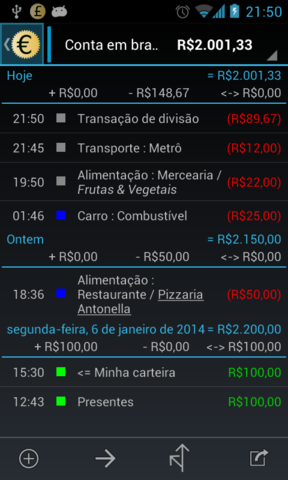 21:50
Conta em bra... R$2.001,33
Hoje = R$2.001,33
+ R$0,00 - R$148,67 <-> R$0,00
21:50 Transação de divisão (R$89,67)
21:45 Transporte : Metrô (R$12,00)
19:50 Alimentação : Mercearia / (R$22,00)
Frutas & Vegetais
01:46 Carro : Combustível (R$25,00)
Ontem = R$2.150,00
+ R$0,00 - R$50,00 <-> R$0,00
Alimentação :
18:36 Restaurante / Pizzaria (R$50,00)
Antonella
segunda-feira, 6 de janeiro de 2014 = R$2.200,00
+ R$100,00 - R$0,00 <-> R$100,00
15:30 <= Minha carteira R$100,00
12:43 Presentes R$100,00